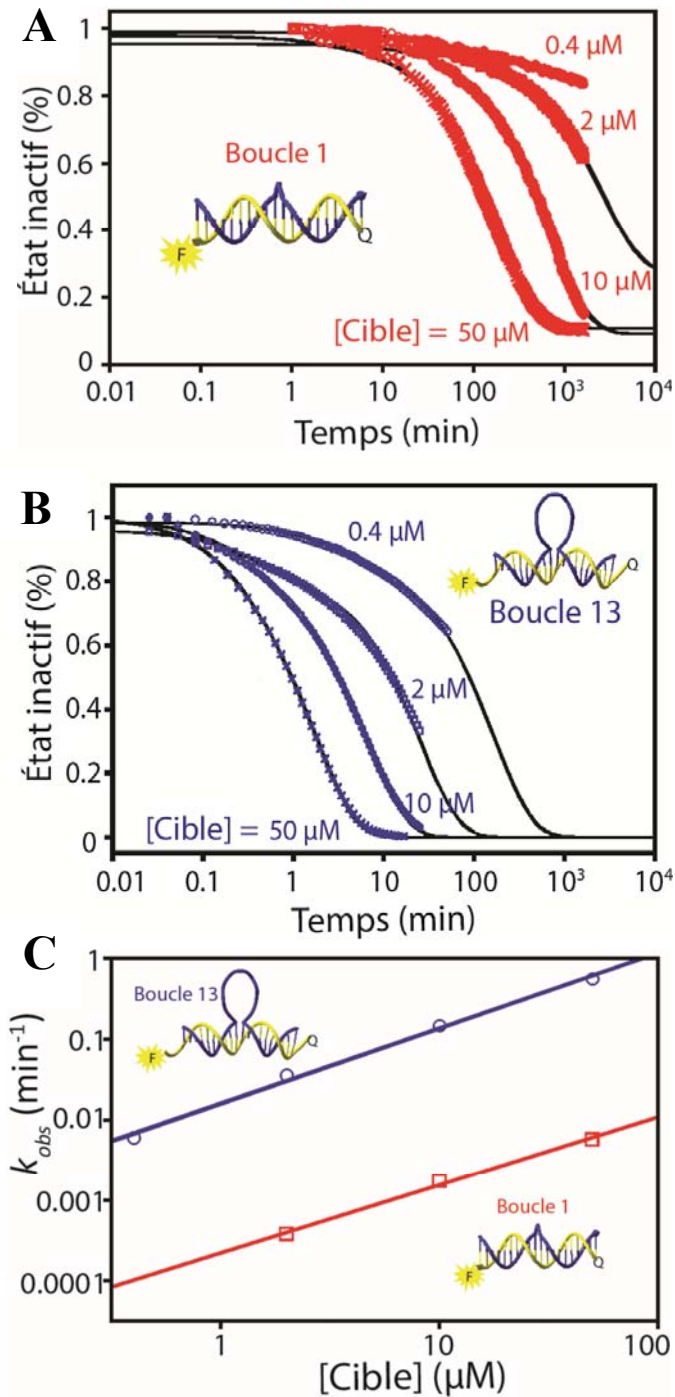 A
État inactif (%)
1
0.8
0.6
0.4
0.2
0
0.4 µM
2 µM
10 µM
[Cible] = 50 µM
Boucle 1
F
Q
0.01
0.1
1
10
100
10³
10⁴
Temps (min)
B
État inactif (%)
1
0.8
0.6
0.4
0.2
0
0.4 µM
2 µM
10 µM
[Cible] = 50 µM
F
Q
Boucle 13
0.01
0.1
1
10
100
10³
10⁴
Temps (min)
C
k_obs (min⁻¹)
1
0.1
0.01
0.001
0.0001
Boucle 13
F
Q
Boucle 1
F
Q
1
10
100
[Cible] (µM)